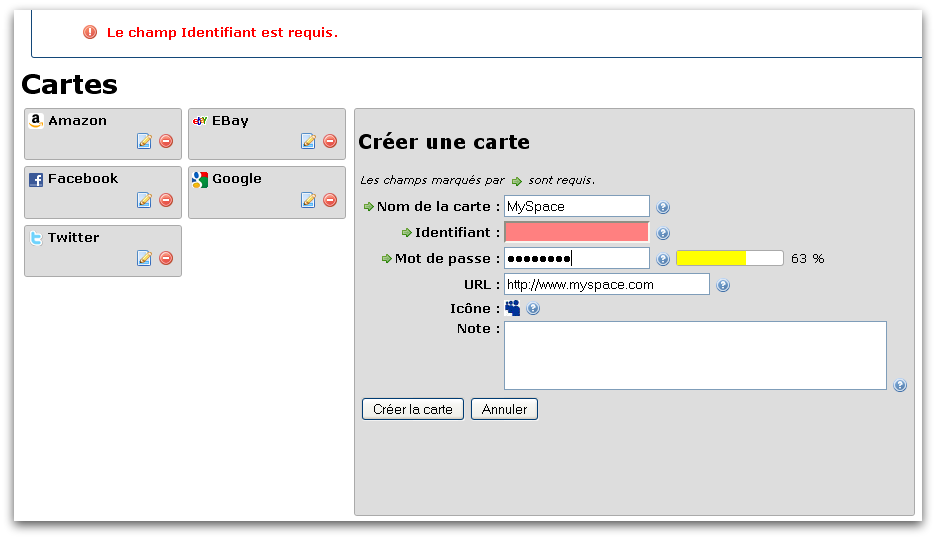 Le champ Identifiant est requis.
Cartes
Amazon
EBay
Facebook
Google
Twitter
Créer une carte
Les champs marqués par sont requis.
Nom de la carte : MySpace
Identifiant :
Mot de passe : ●●●●●●●● 63 %
URL : http://www.myspace.com
Icône :
Note :
Créer la carte Annuler